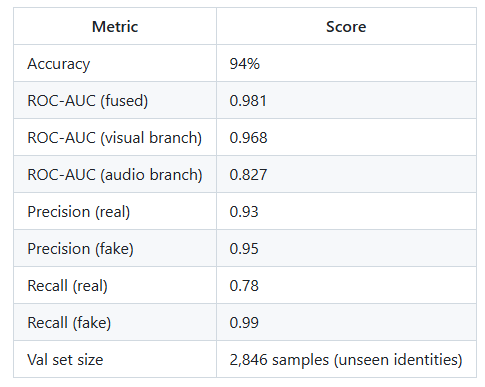 Metric Score
Accuracy 94%
ROC-AUC (fused) 0.981
ROC-AUC (visual branch) 0.968
ROC-AUC (audio branch) 0.827
Precision (real) 0.93
Precision (fake) 0.95
Recall (real) 0.78
Recall (fake) 0.99
Val set size 2,846 samples (unseen identities)